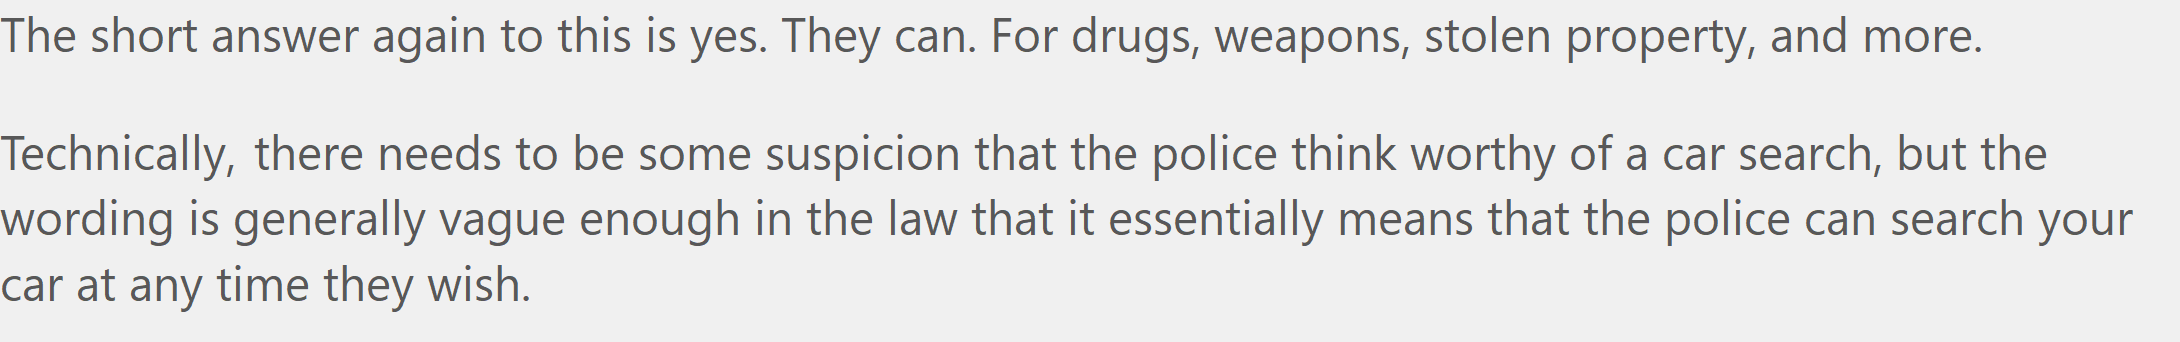 The short answer again to this is yes. They can. For drugs, weapons, stolen property, and more.
Technically, there needs to be some suspicion that the police think worthy of a car search, but the
wording is generally vague enough in the law that it essentially means that the police can search your
car at any time they wish.